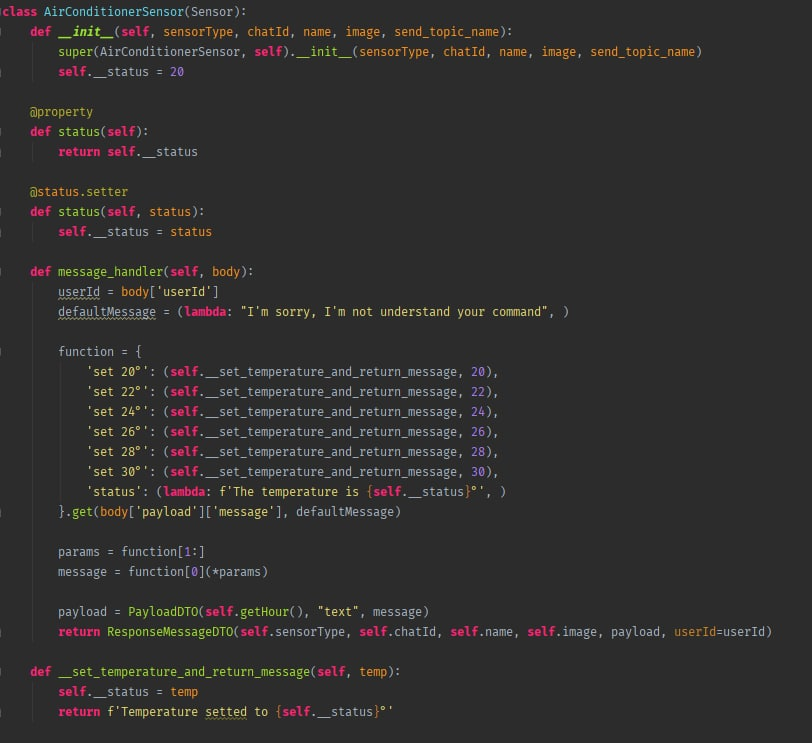 class AirConditionerSensor(Sensor):
    def __init__(self, sensorType, chatId, name, image, send_topic_name):
        super(AirConditionerSensor, self).__init__(sensorType, chatId, name, image, send_topic_name)
        self.__status = 20

    @property
    def status(self):
        return self.__status

    @status.setter
    def status(self, status):
        self.__status = status

    def message_handler(self, body):
        userId = body['userId']
        defaultMessage = (lambda: "I'm sorry, I'm not understand your command", )

        function = {
            'set 20°': (self.__set_temperature_and_return_message, 20),
            'set 22°': (self.__set_temperature_and_return_message, 22),
            'set 24°': (self.__set_temperature_and_return_message, 24),
            'set 26°': (self.__set_temperature_and_return_message, 26),
            'set 28°': (self.__set_temperature_and_return_message, 28),
            'set 30°': (self.__set_temperature_and_return_message, 30),
            'status': (lambda: f'The temperature is {self.__status}°', )
        }.get(body['payload']['message'], defaultMessage)

        params = function[1:]
        message = function[0](*params)

        payload = PayloadDTO(self.getHour(), "text", message)
        return ResponseMessageDTO(self.sensorType, self.chatId, self.name, self.image, payload, userId=userId)

    def __set_temperature_and_return_message(self, temp):
        self.__status = temp
        return f'Temperature setted to {self.__status}°'